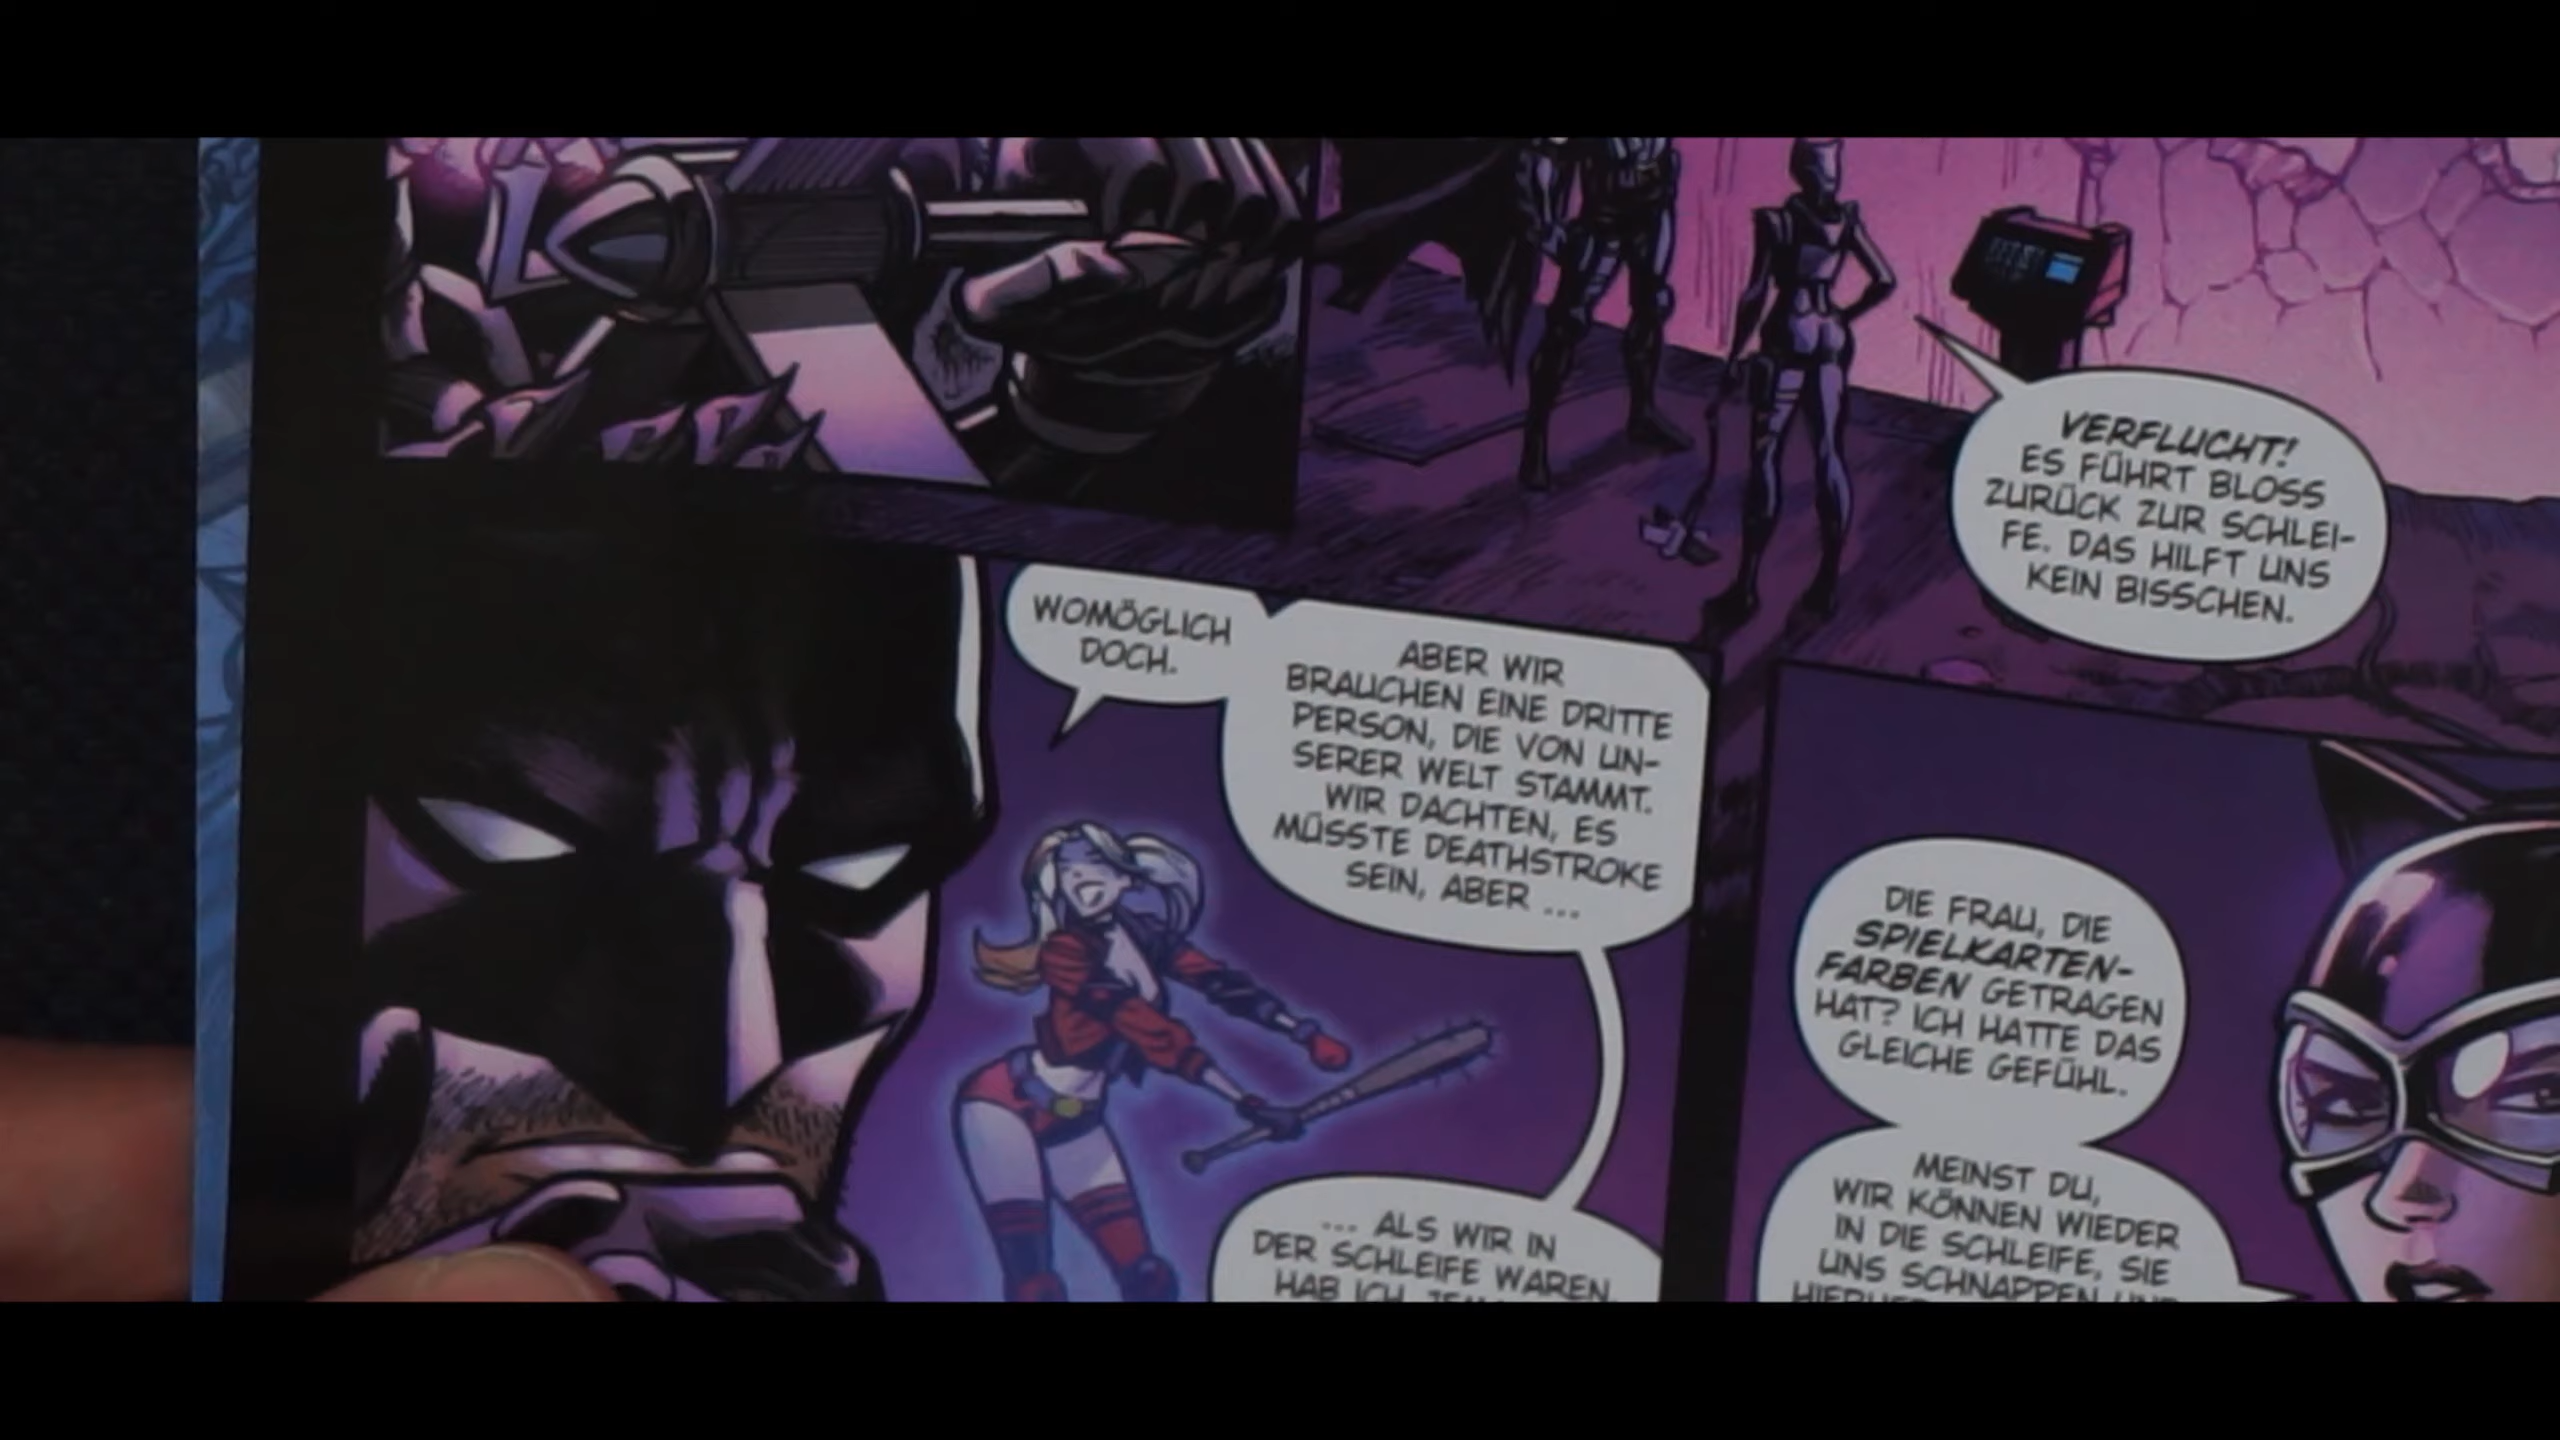 VERFLUCHT!
ES FÜHRT BLOSS
ZURÜCK ZUR SCHLEI-
FE. DAS HILFT UNS
KEIN BISSCHEN.
WOMÖGLICH
DOCH.
ABER WIR
BRAUCHEN EINE DRITTE
PERSON, DIE VON UN-
SERER WELT STAMMT.
WIR DACHTEN, ES
MÜSSTE DEATHSTROKE
SEIN, ABER ...
... ALS WIR IN
DER SCHLEIFE WAREN,
HAB ICH
DIE FRAU, DIE
SPIELKARTEN-
FARBEN GETRAGEN
HAT? ICH HATTE DAS
GLEICHE GEFÜHL.
MEINST DU,
WIR KÖNNEN WIEDER
IN DIE SCHLEIFE, SIE
UNS SCHNAPPEN UND